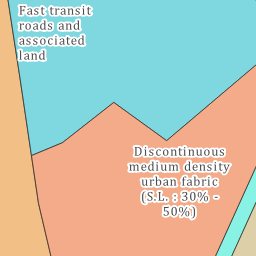 Fast transit
roads and
associated
land
Discontinuous
medium density
urban fabric
(S.L. : 30% -
50%)